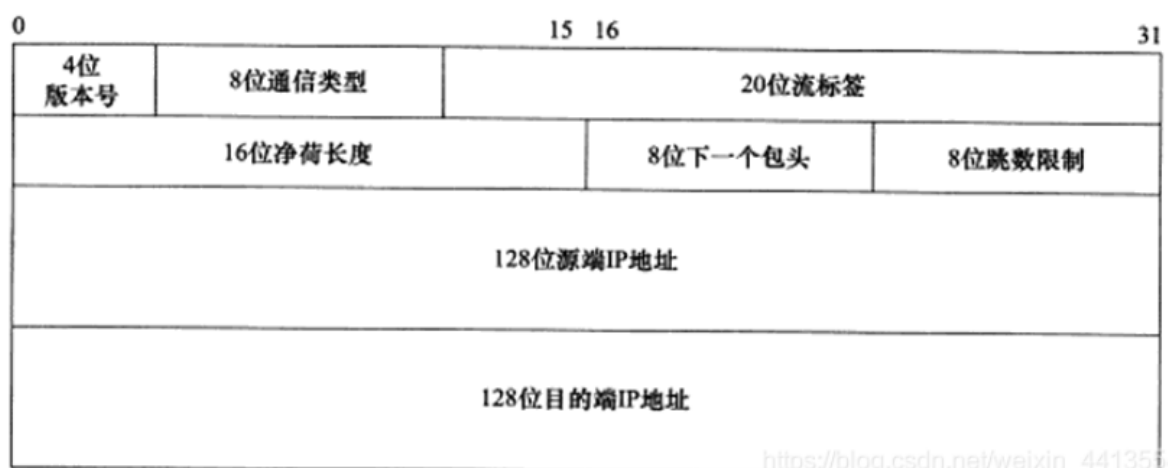 0 15 16 31
4位 8位通信类型 20位流标签
版本号
16位净荷长度 8位下一个包头 8位跳数限制
128位源端IP地址
128位目的端IP地址
https://blog.csdn.net/weixin_441355